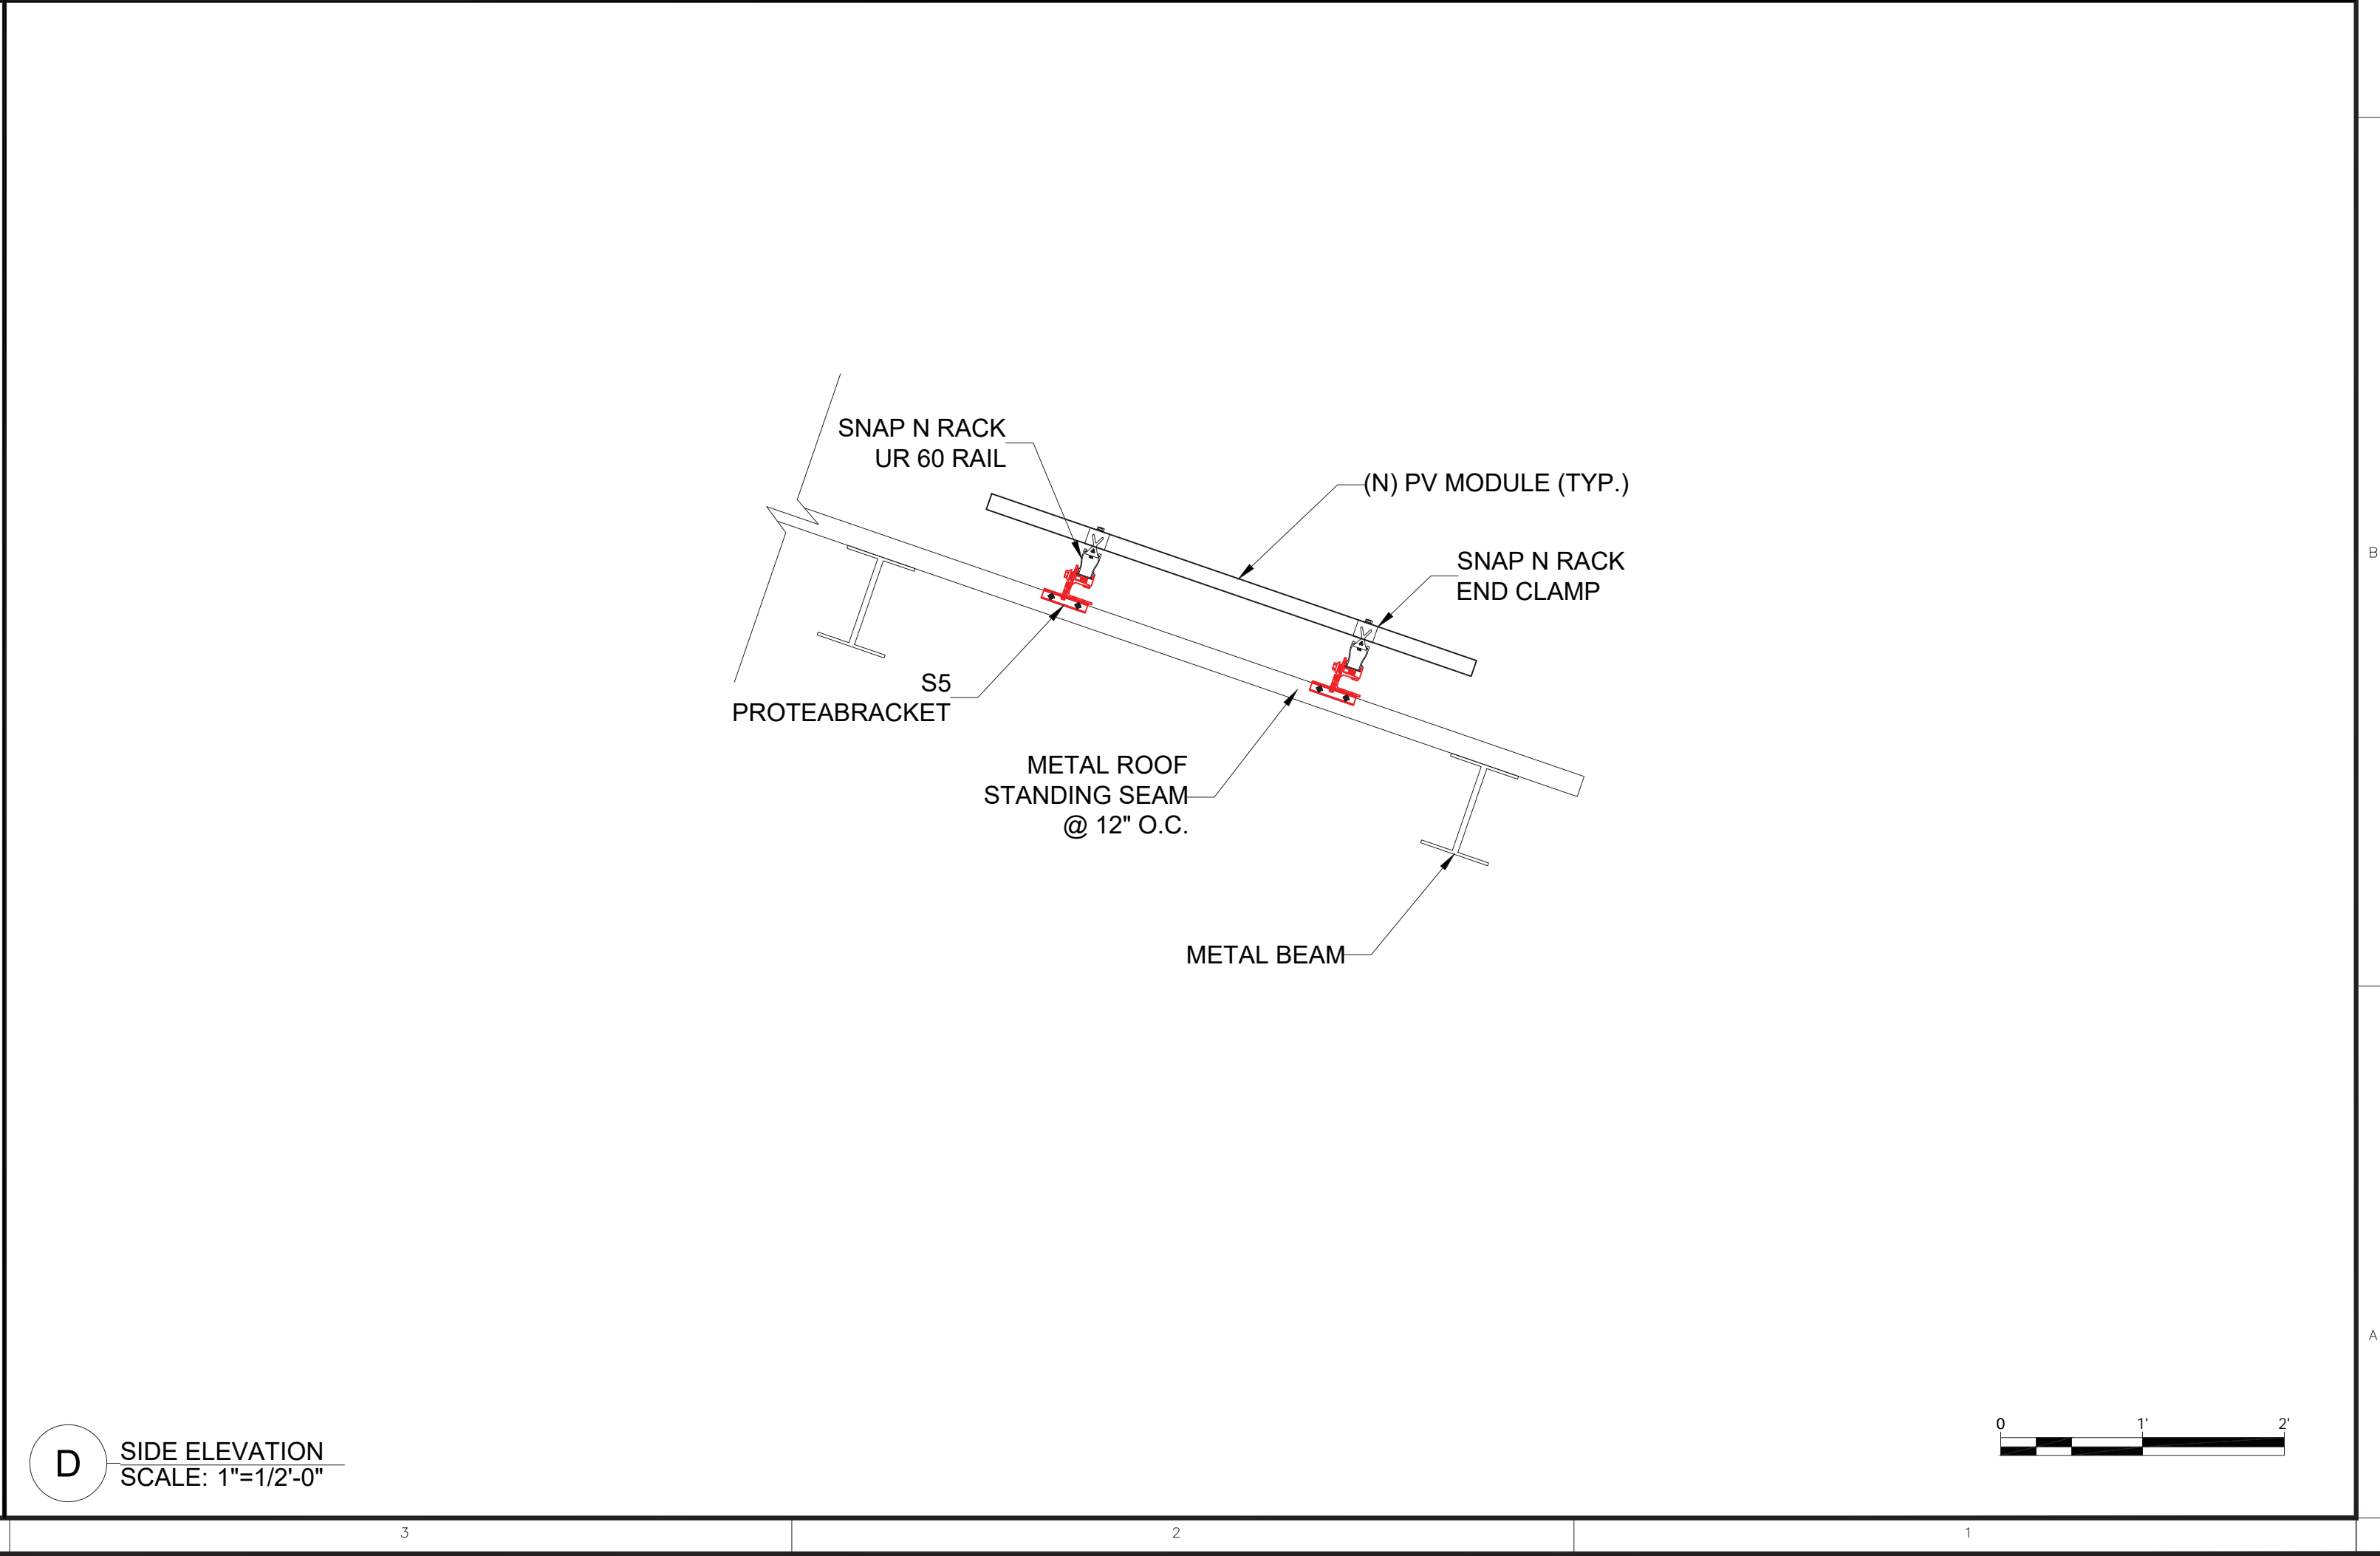 SNAP N RACK
UR 60 RAIL
(N) PV MODULE (TYP.)
SNAP N RACK
END CLAMP
S5
PROTEABRACKET
METAL ROOF
STANDING SEAM
@ 12" O.C.
METAL BEAM
B
A
D
SIDE ELEVATION
SCALE: 1"=1/2'-0"
0 1' 2'
3 2 1